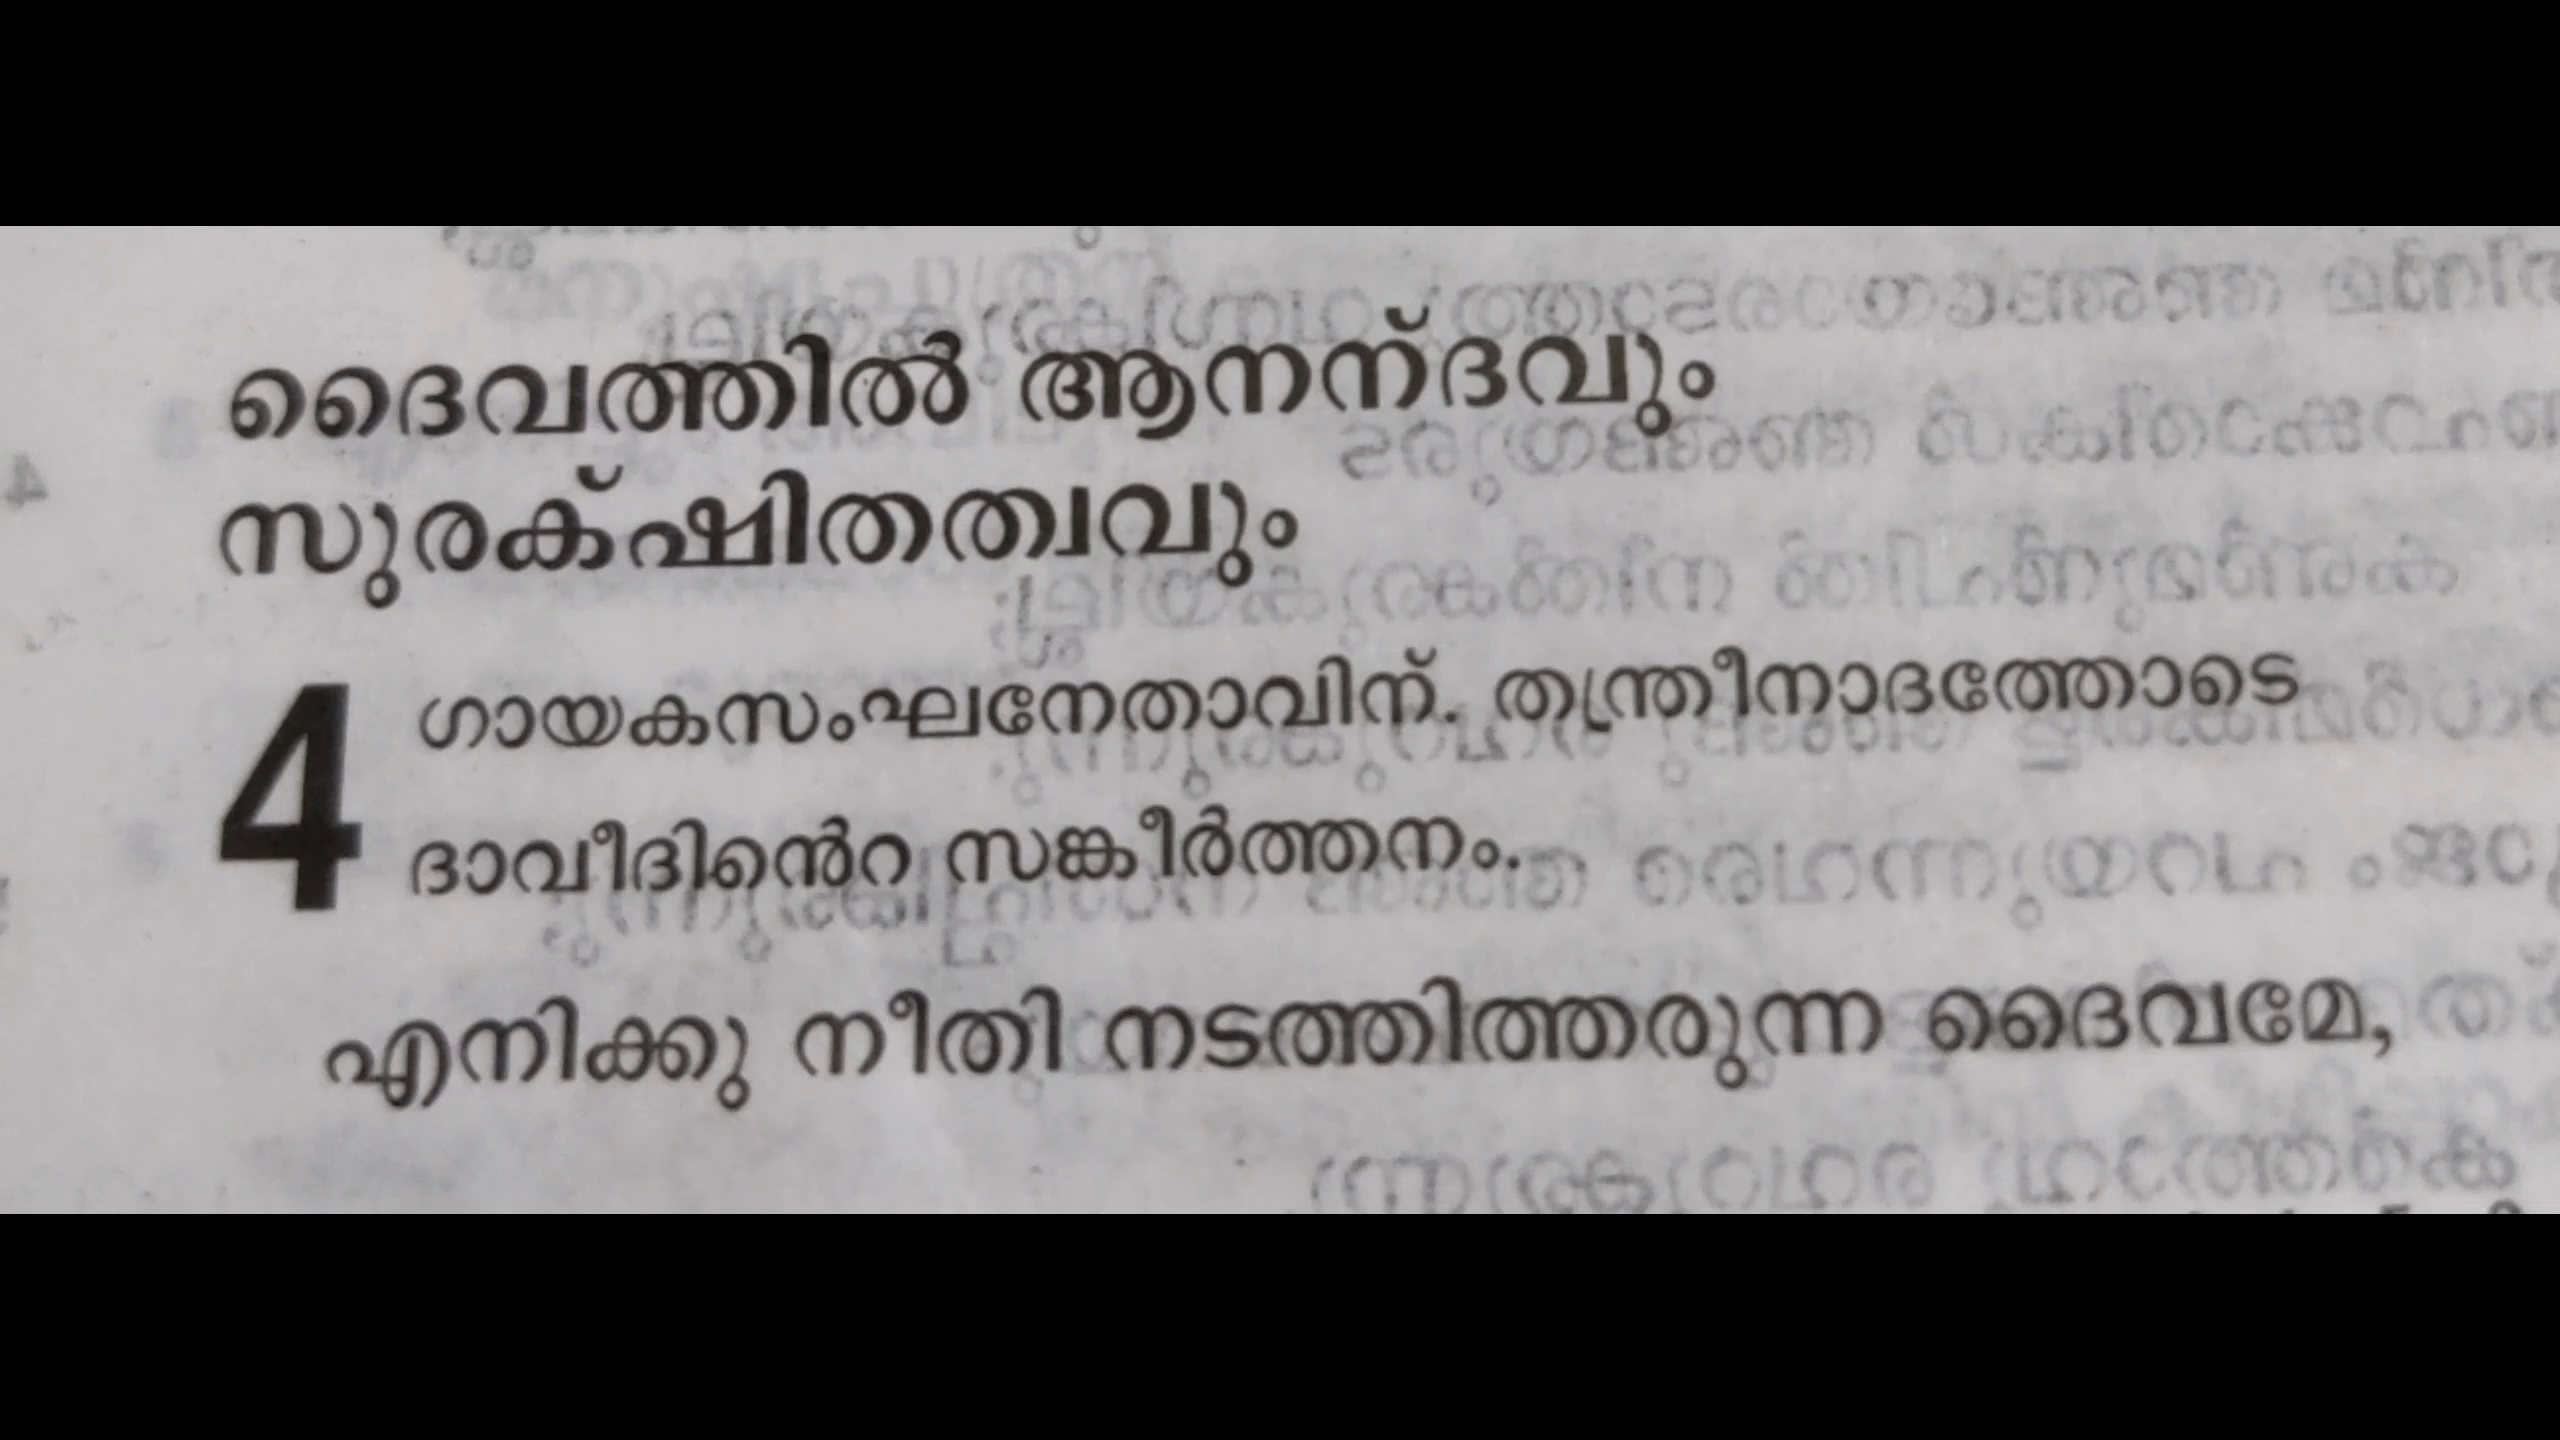 ദൈവത്തിൽ ആനന്ദവും
സുരക്ഷിതത്വവും
4 ഗായകസംഘനേതാവിന്. തന്ത്രീനാദത്തോടെ
ദാവീദിൻെറ സങ്കീർത്തനം.
എനിക്കു നീതി നടത്തിത്തരുന്ന ദൈവമേ,